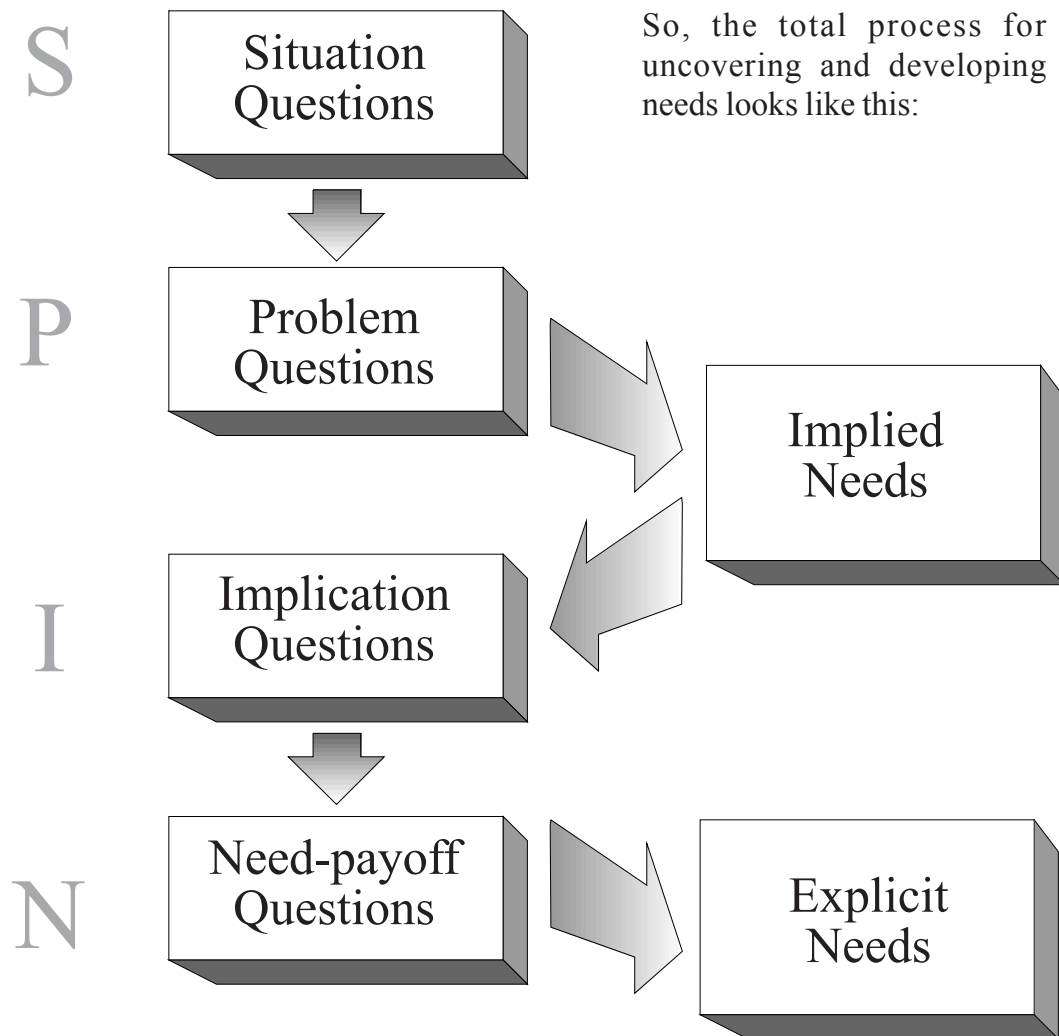 S
Situation
Questions
So, the total process for
uncovering and developing
needs looks like this:
P
Problem
Questions
Implied
Needs
I
Implication
Questions
N
Need-payoff
Questions
Explicit
Needs